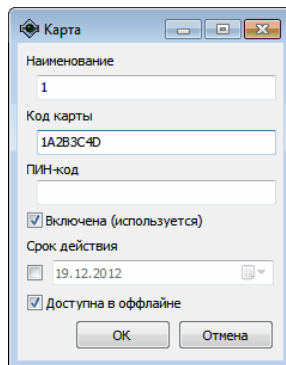 Карта
Наименование
1
Код карты
1A2B3C4D
ПИН-код
Включена (используется)
Срок действия
19.12.2012
Доступна в оффлайне
OK
Отмена